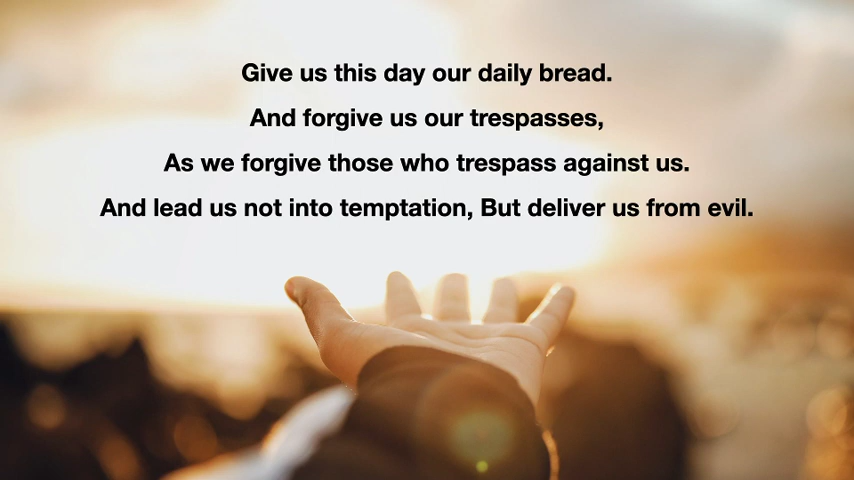 Give us this day our daily bread.
And forgive us our trespasses,
As we forgive those who trespass against us.
And lead us not into temptation, But deliver us from evil.